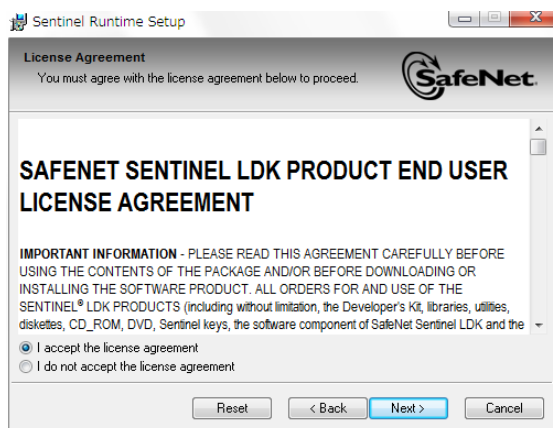 Sentinel Runtime Setup
License Agreement
You must agree with the license agreement below to proceed.
SafeNet.
SAFENET SENTINEL LDK PRODUCT END USER
LICENSE AGREEMENT
IMPORTANT INFORMATION - PLEASE READ THIS AGREEMENT CAREFULLY BEFORE
USING THE CONTENTS OF THE PACKAGE AND/OR BEFORE DOWNLOADING OR
INSTALLING THE SOFTWARE PRODUCT. ALL ORDERS FOR AND USE OF THE
SENTINEL® LDK PRODUCTS (including without limitation, the Developer's Kit, libraries, utilities,
diskettes, CD_ROM, DVD, Sentinel keys, the software component of SafeNet Sentinel LDK and the
I accept the license agreement
I do not accept the license agreement
Reset
< Back
Next >
Cancel